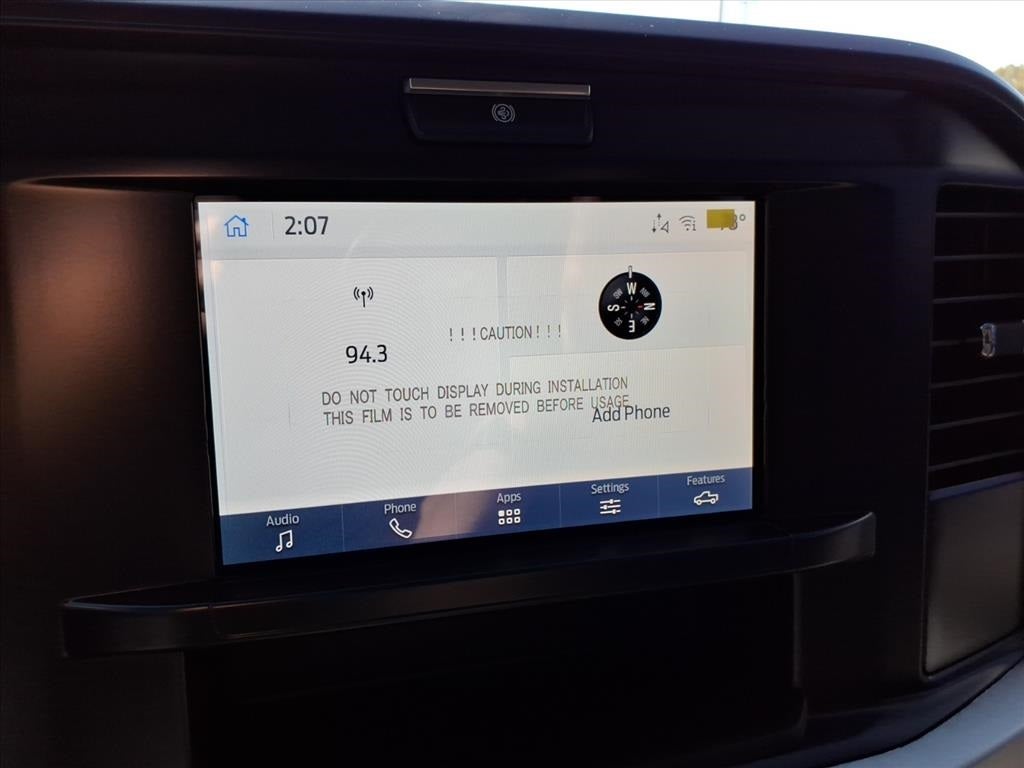 2:07
94.3
W
S N
E
! ! ! CAUTION ! ! !
DO NOT TOUCH DISPLAY DURING INSTALLATION
THIS FILM IS TO BE REMOVED BEFORE USAGE
Add Phone
Audio
Phone
Apps
Settings
Features